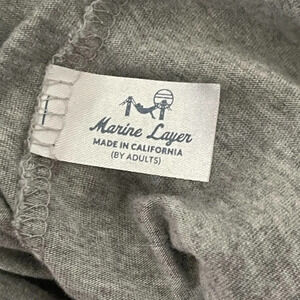 Marine Layer
MADE IN CALIFORNIA
(BY ADULTS)